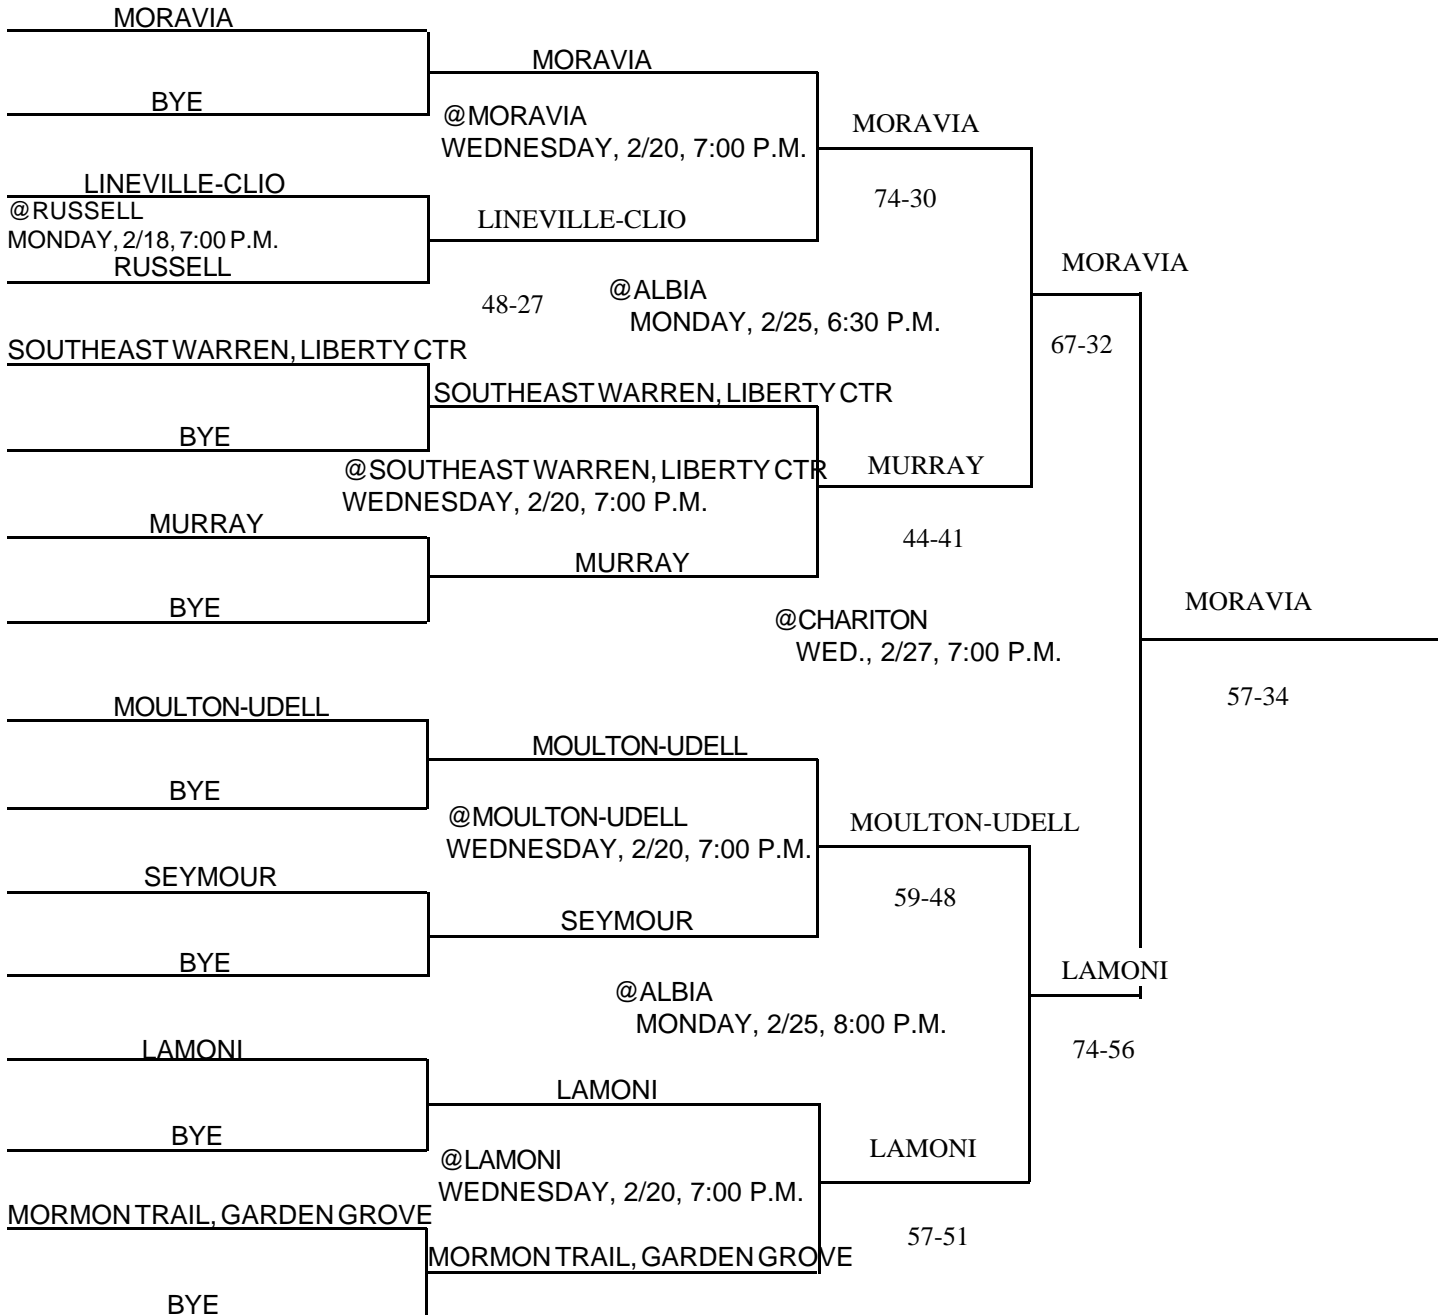 MORAVIA
MORAVIA
BYE
@MORAVIA
WEDNESDAY, 2/20, 7:00 P.M.
MORAVIA
LINEVILLE-CLIO
@RUSSELL
MONDAY, 2/18, 7:00 P.M.
RUSSELL
LINEVILLE-CLIO
74-30
48-27
@ALBIA
MONDAY, 2/25, 6:30 P.M.
MORAVIA
67-32
SOUTHEAST WARREN, LIBERTY CTR
SOUTHEAST WARREN, LIBERTY CTR
BYE
@SOUTHEAST WARREN, LIBERTY CTR
WEDNESDAY, 2/20, 7:00 P.M.
MURRAY
MURRAY
44-41
MURRAY
BYE
@CHARITON
WED., 2/27, 7:00 P.M.
MORAVIA
57-34
MOULTON-UDELL
MOULTON-UDELL
BYE
@MOULTON-UDELL
WEDNESDAY, 2/20, 7:00 P.M.
MOULTON-UDELL
SEYMOUR
59-48
SEYMOUR
BYE
@ALBIA
MONDAY, 2/25, 8:00 P.M.
LAMONI
74-56
LAMONI
LAMONI
BYE
@LAMONI
WEDNESDAY, 2/20, 7:00 P.M.
LAMONI
MORMON TRAIL, GARDEN GROVE
57-51
MORMON TRAIL, GARDEN GROVE
BYE